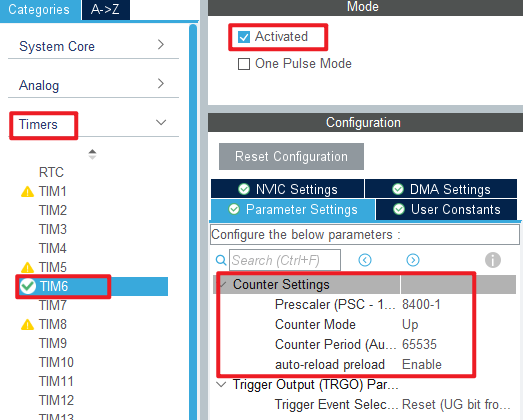 Categories
A->Z
System Core
Analog
Timers
RTC
TIM1
TIM2
TIM3
TIM4
TIM5
TIM6
TIM7
TIM8
TIM9
TIM10
TIM11
TIM12
TIM13
Mode
Activated
One Pulse Mode
Configuration
Reset Configuration
NVIC Settings
DMA Settings
Parameter Settings
User Constants
Configure the below parameters :
Search (Ctrl+F)
Counter Settings
Prescaler (PSC - 1... 8400-1
Counter Mode Up
Counter Period (Au... 65535
auto-reload preload Enable
Trigger Output (TRGO) Par...
Trigger Event Selec... Reset (UG bit from...